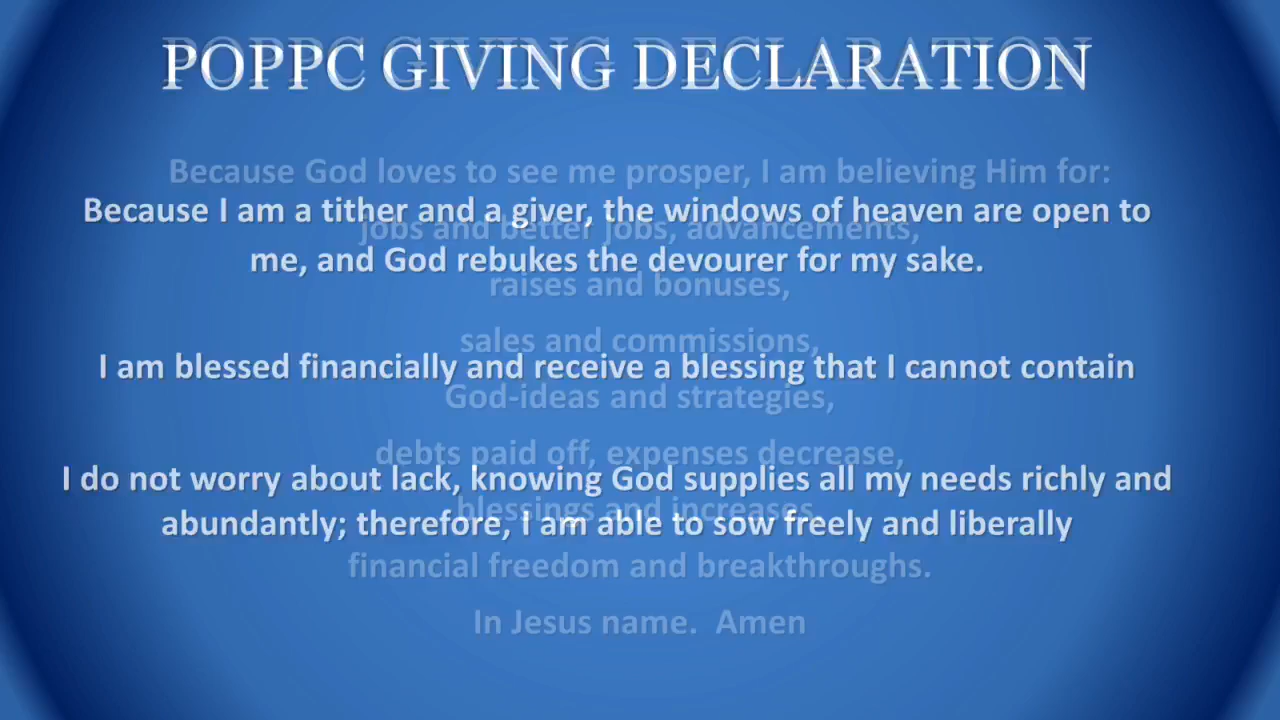 POPPC GIVING DECLARATION
Because I am a tither and a giver, the windows of heaven are open to
me, and God rebukes the devourer for my sake.
I am blessed financially and receive a blessing that I cannot contain
I do not worry about lack, knowing God supplies all my needs richly and
abundantly; therefore, I am able to sow freely and liberally
Because God loves to see me prosper, I am believing Him for:
jobs and better jobs, advancements,
raises and bonuses,
sales and commissions,
God-ideas and strategies,
debts paid off, expenses decrease,
blessings and increases,
financial freedom and breakthroughs.
In Jesus name.  Amen